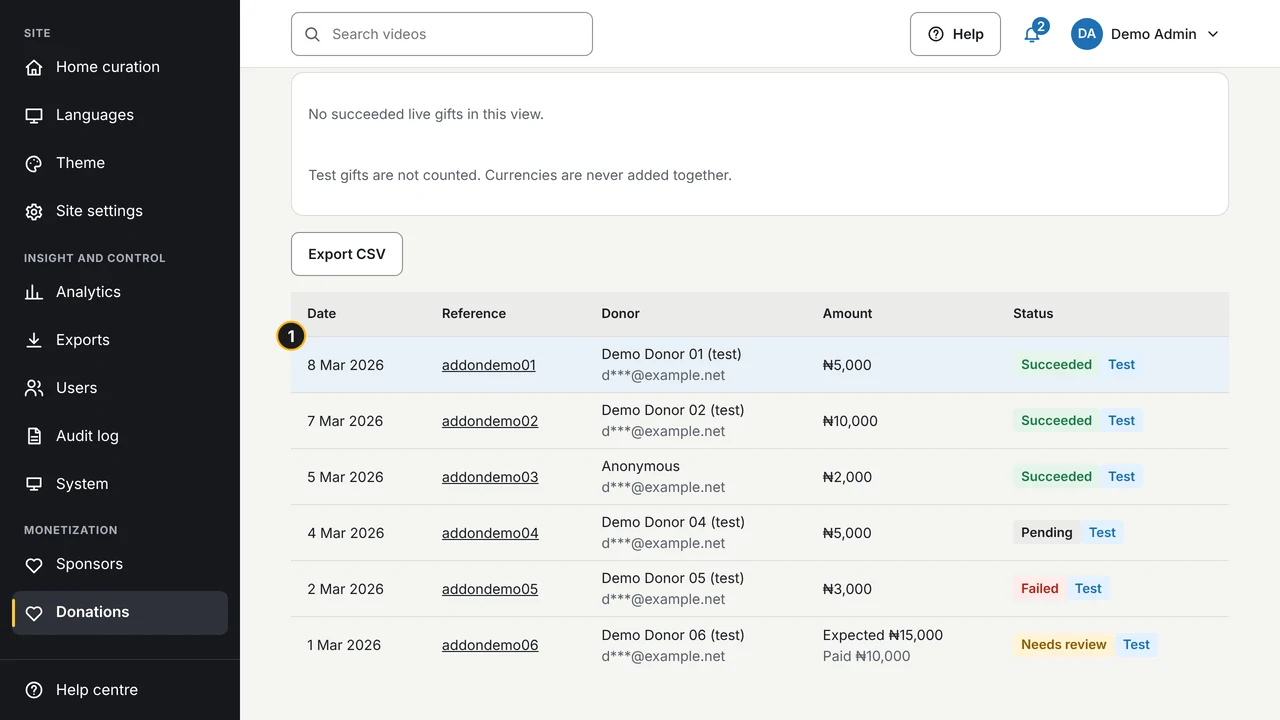 SITE
Home curation
Languages
Theme
Site settings
INSIGHT AND CONTROL
Analytics
Exports
Users
Audit log
System
MONETIZATION
Sponsors
Donations
Help centre
Search videos
Help
2
DA Demo Admin
No succeeded live gifts in this view.
Test gifts are not counted. Currencies are never added together.
Export CSV
Date Reference Donor Amount Status
1
8 Mar 2026 addondemo01 Demo Donor 01 (test) ₦5,000 Succeeded Test
d***@example.net
7 Mar 2026 addondemo02 Demo Donor 02 (test) ₦10,000 Succeeded Test
d***@example.net
5 Mar 2026 addondemo03 Anonymous ₦2,000 Succeeded Test
d***@example.net
4 Mar 2026 addondemo04 Demo Donor 04 (test) ₦5,000 Pending Test
d***@example.net
2 Mar 2026 addondemo05 Demo Donor 05 (test) ₦3,000 Failed Test
d***@example.net
1 Mar 2026 addondemo06 Demo Donor 06 (test) Expected ₦15,000 Needs review Test
d***@example.net Paid ₦10,000